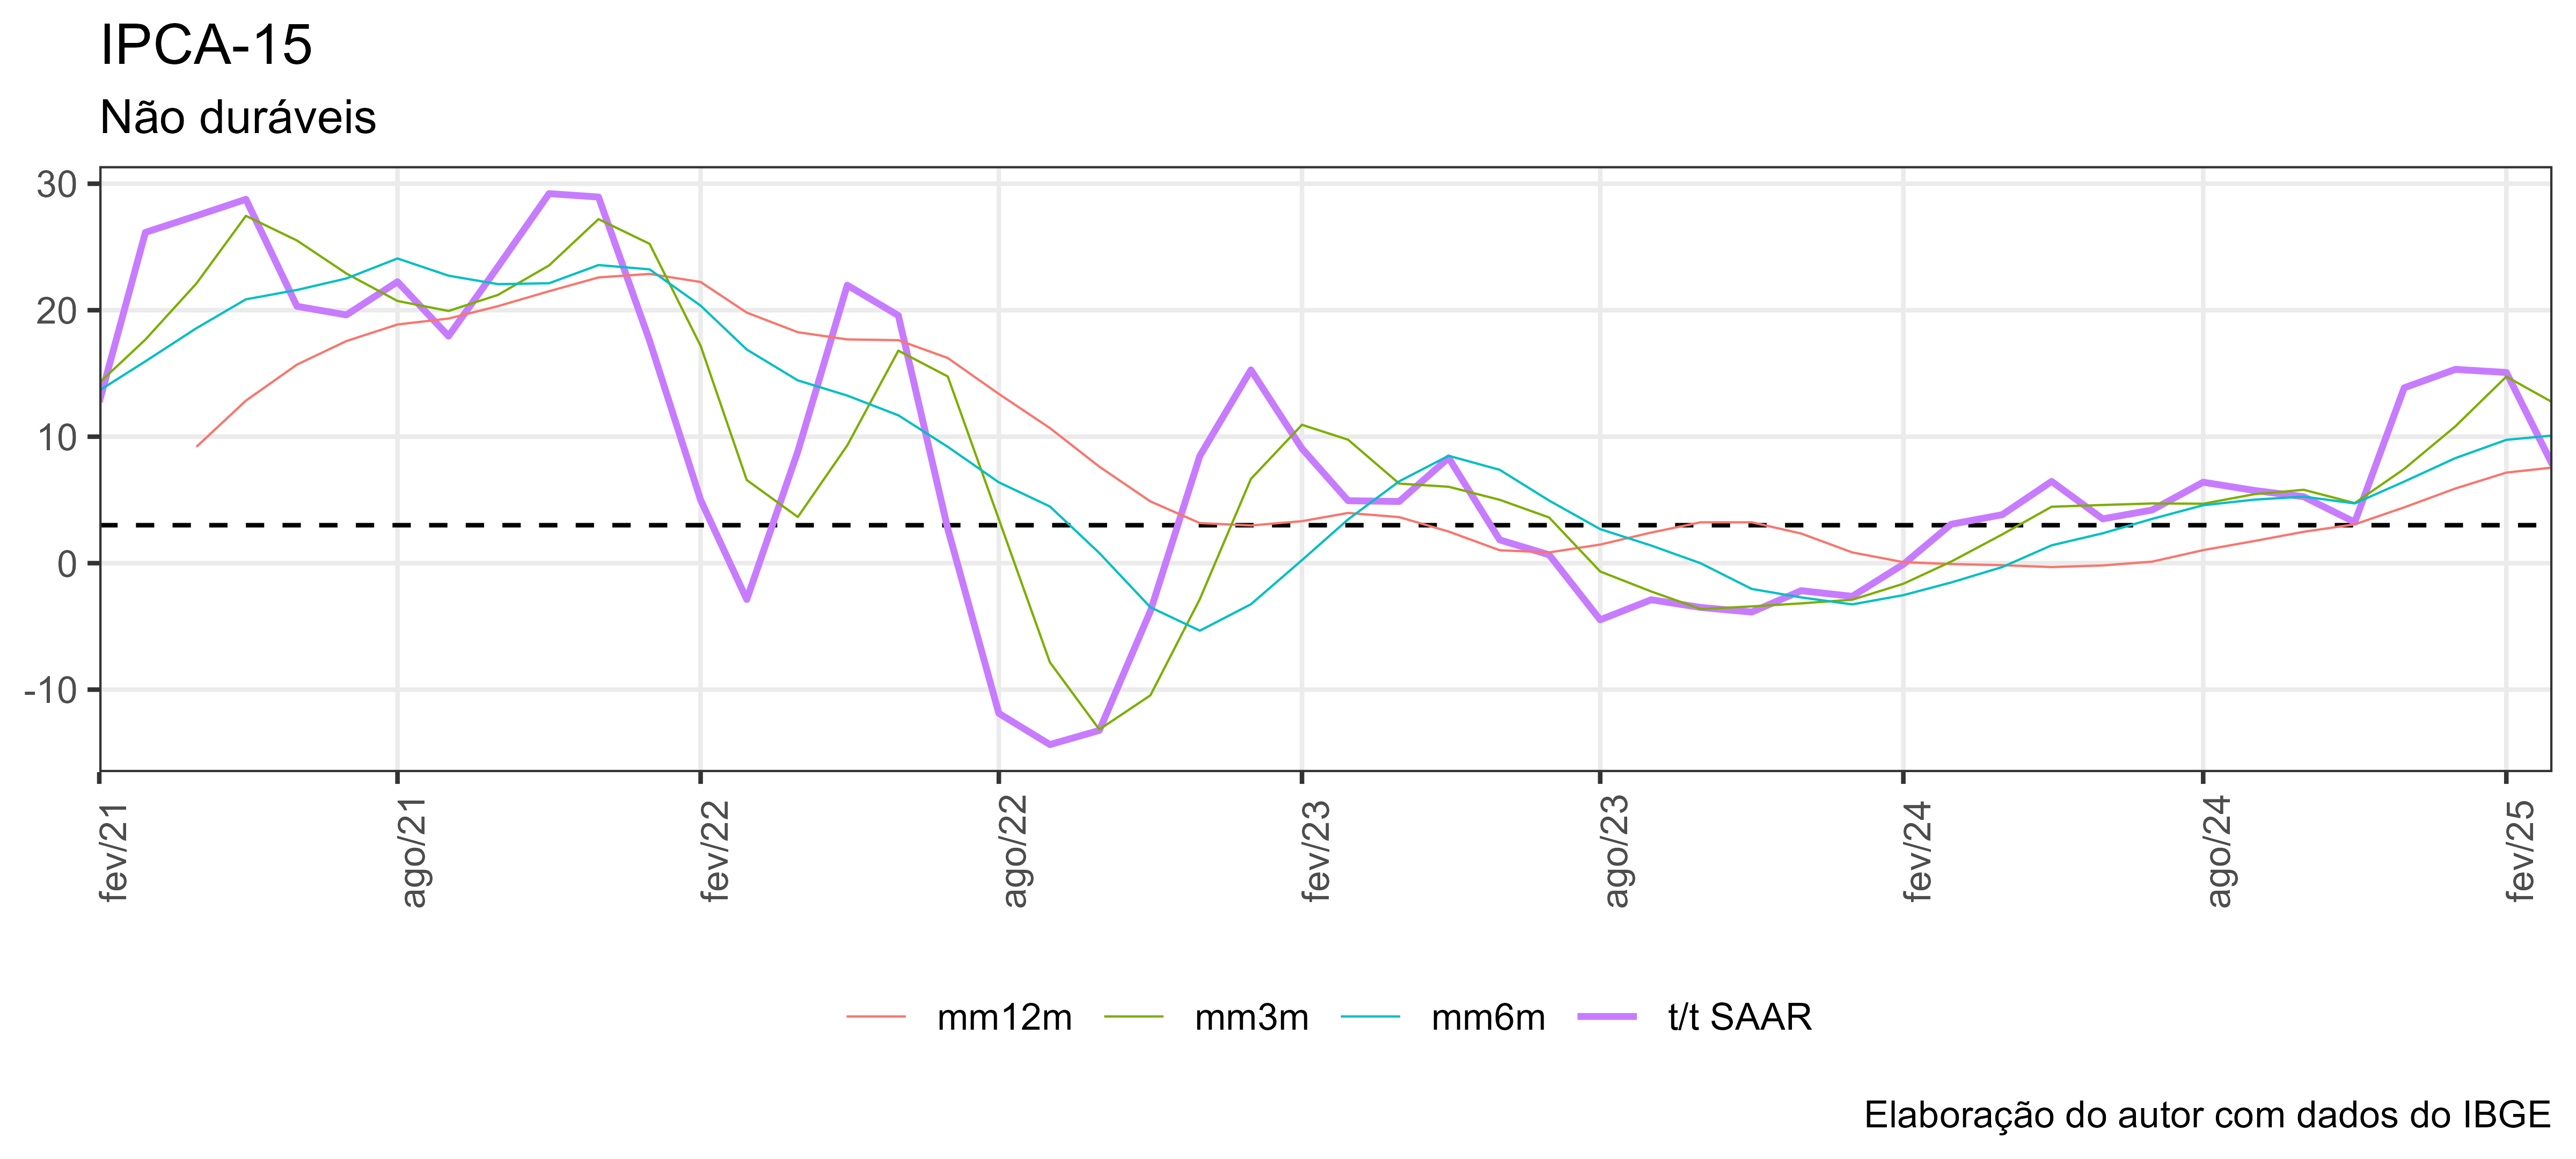 IPCA-15
Não duráveis
30
20
10
0
-10
fev/21
ago/21
fev/22
ago/22
fev/23
ago/23
fev/24
ago/24
fev/25
mm12m mm3m mm6m t/t SAAR
Elaboração do autor com dados do IBGE